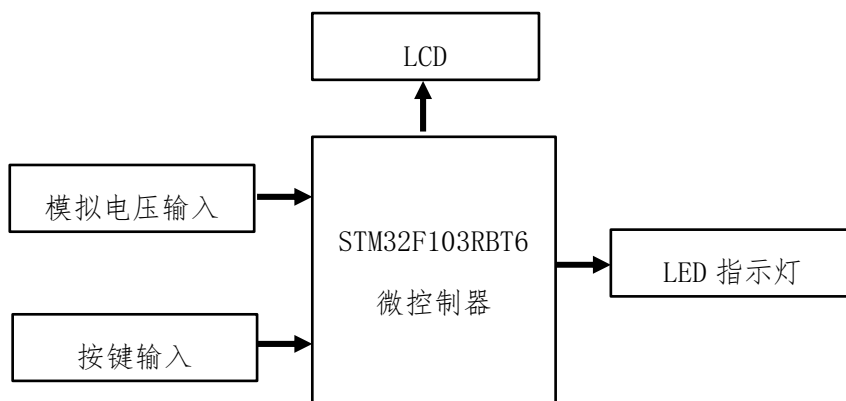 LCD
模拟电压输入
STM32F103RBT6
微控制器
LED 指示灯
按键输入